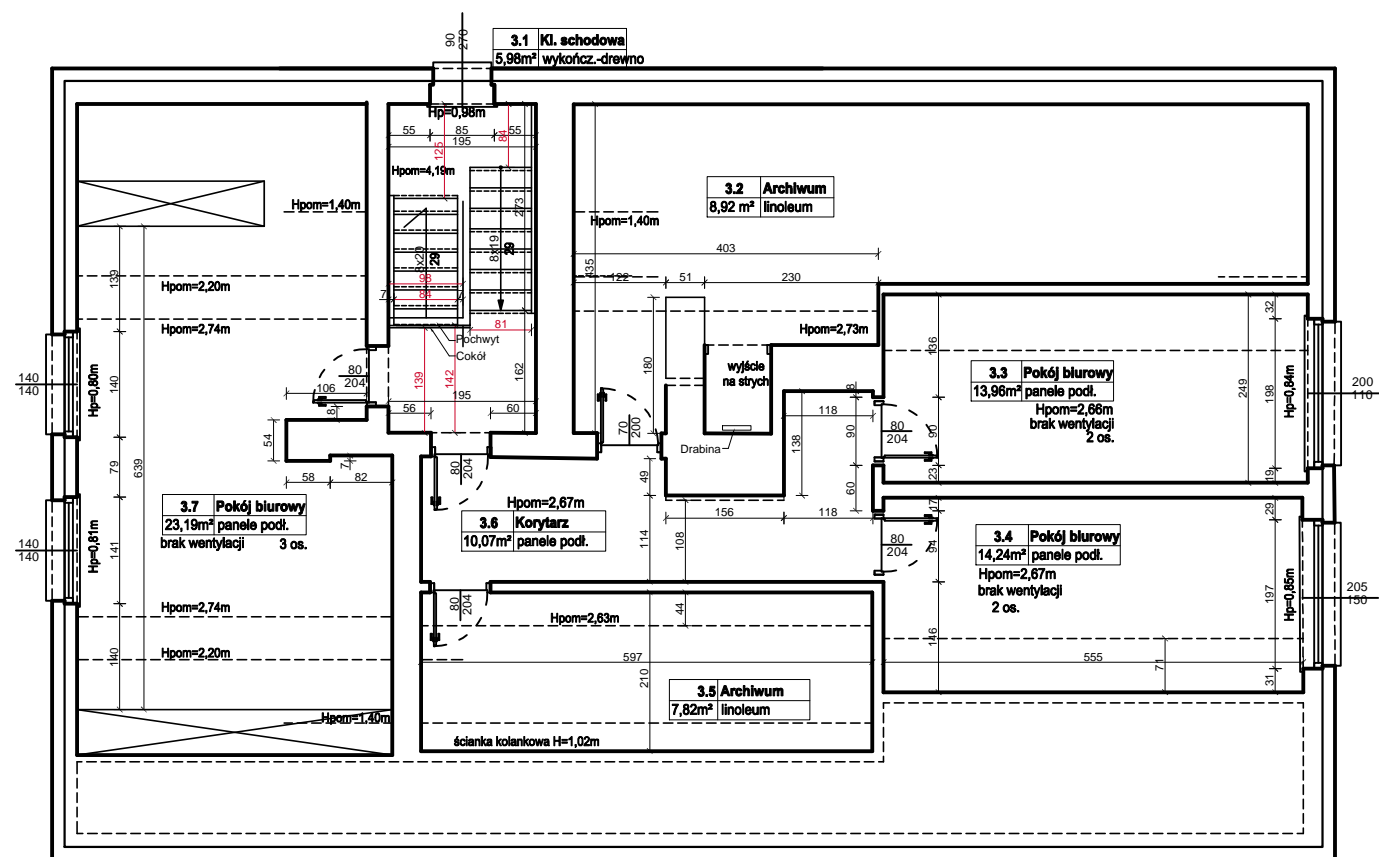 90
270
3.1 Kl. schodowa
5,98m² wykończ.-drewno
Hp=0,98m
55 85 55
195
125
84
Hpom=4,19m
273
8x20
29
8x19
29
98
7 84 7
81
Pochwyt
Cokół
139
142
162
195
56 60
80
204
Hpom=1,40m
139
639
Hpom=2,20m
Hpom=2,74m
140
140
Hp=0,80m
140
106
80
204
8
54
79
7
58 82
3.7 Pokój biurowy
23,19m² panele podł.
brak wentylacji 3 os.
140
140
Hp=0,81m
141
Hpom=2,74m
140
Hpom=2,20m
Hpom=1,40m
3.2 Archiwum
8,92 m² linoleum
Hpom=1,40m
403
435
122 51 230
Hpom=2,73m
180
wyjście
na strych
Drabina
70
200
49
138
118
8
90
60
156 118
114
108
Hpom=2,67m
3.6 Korytarz
10,07m² panele podł.
80
204
44
Hpom=2,63m
597
210
3.5 Archiwum
7,82m² linoleum
ścianka kolankowa H=1,02m
32
136
249
198
Hp=0,84m
200
110
3.3 Pokój biurowy
13,96m² panele podł.
Hpom=2,66m
brak wentylacji
2 os.
80
204
90
23
19
17
29
80
204
94
3.4 Pokój biurowy
14,24m² panele podł.
Hpom=2,67m
brak wentylacji
2 os.
197
Hp=0,85m
205
150
146
555
71
31